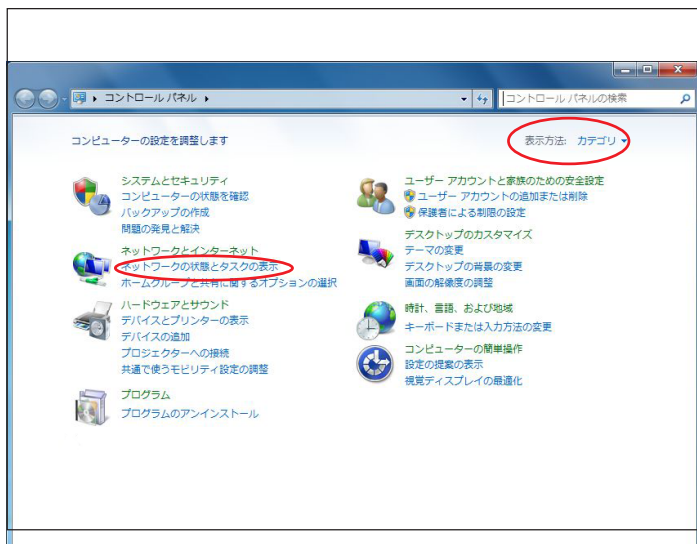 コントロール パネル
コントロール パネルの検索
コンピューターの設定を調整します
表示方法: カテゴリ
システムとセキュリティ
コンピューターの状態を確認
バックアップの作成
問題の発見と解決
ネットワークとインターネット
ネットワークの状態とタスクの表示
ホームグループと共有に関するオプションの選択
ハードウェアとサウンド
デバイスとプリンターの表示
デバイスの追加
プロジェクターへの接続
共通で使うモビリティ設定の調整
プログラム
プログラムのアンインストール
ユーザー アカウントと家族のための安全設定
ユーザー アカウントの追加または削除
保護者による制限の設定
デスクトップのカスタマイズ
テーマの変更
デスクトップの背景の変更
画面の解像度の調整
時計、言語、および地域
キーボードまたは入力方法の変更
コンピューターの簡単操作
設定の提案の表示
視覚ディスプレイの最適化